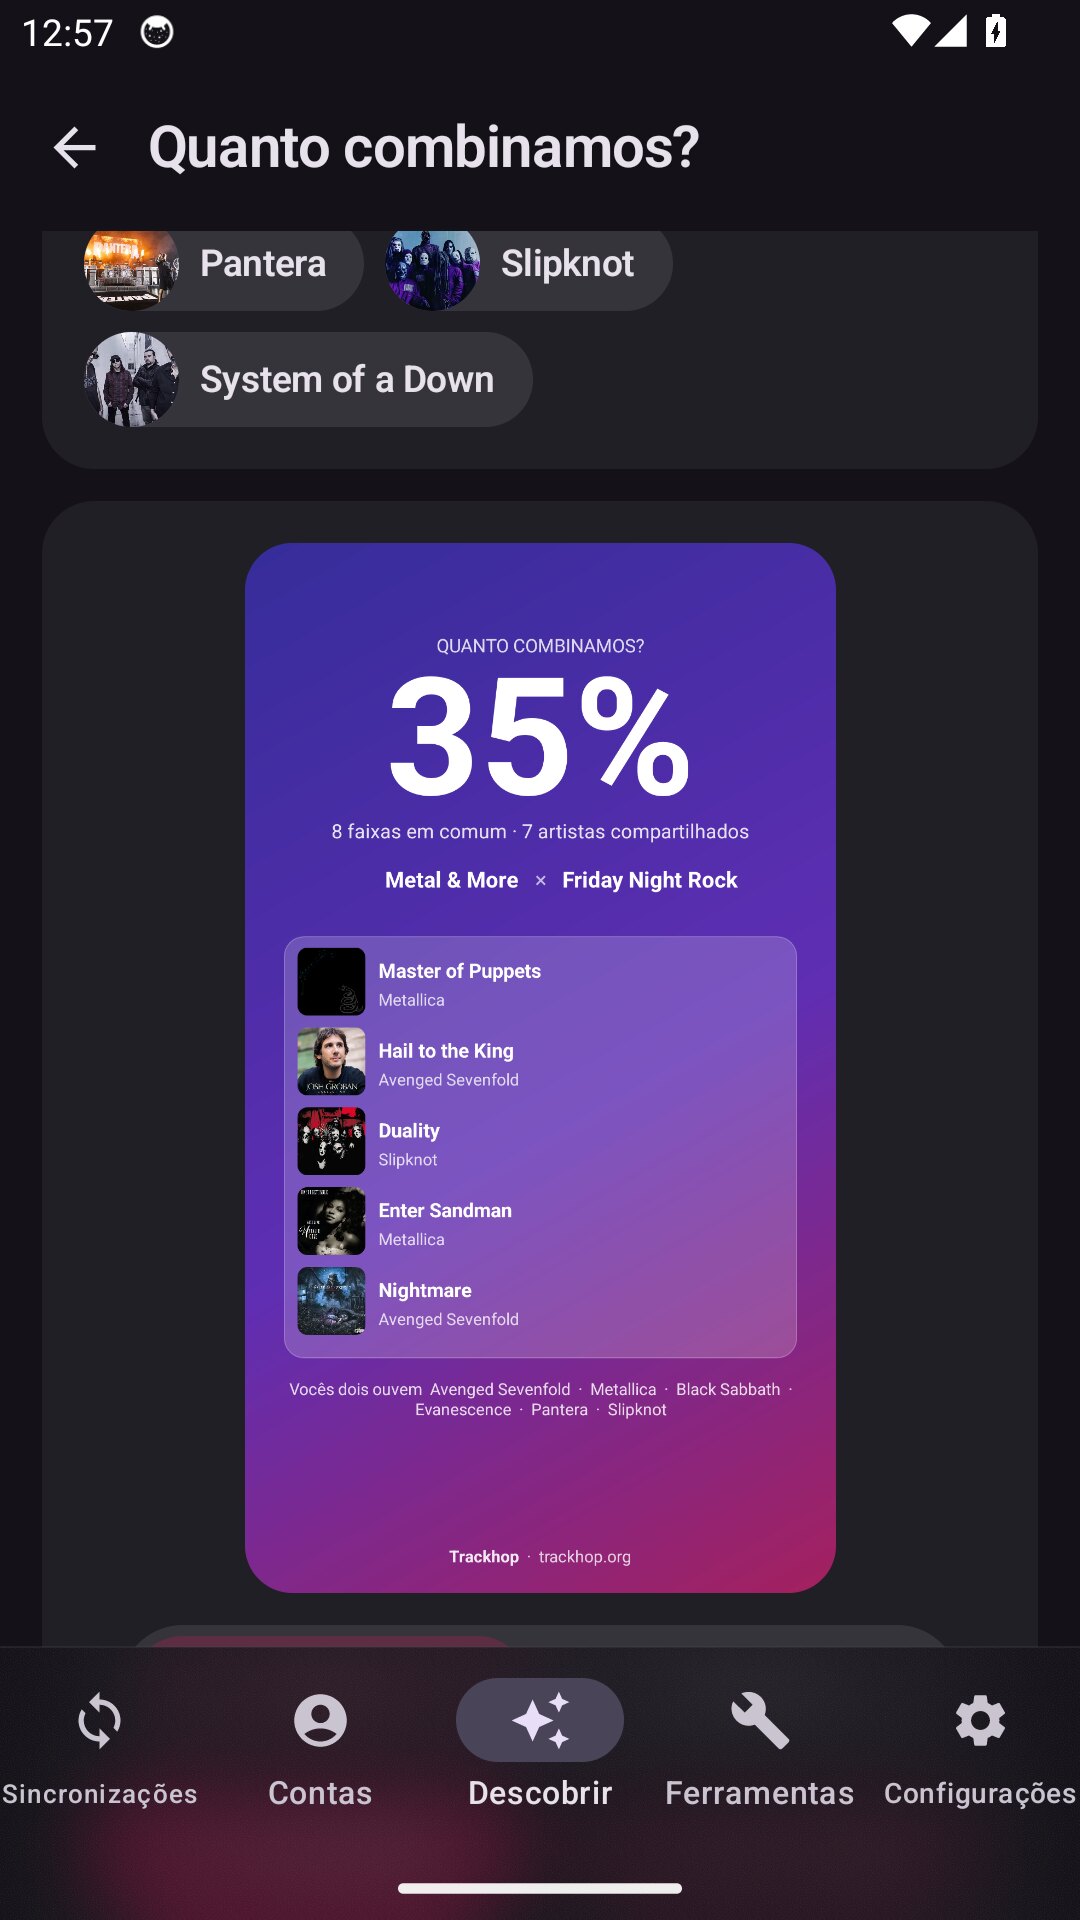 12:57
Quanto combinamos?
Pantera
Slipknot
System of a Down
QUANTO COMBINAMOS?
35%
8 faixas em comum · 7 artistas compartilhados
Metal & More × Friday Night Rock
Master of Puppets
Metallica
JOSH GROBAN
Hail to the King
Avenged Sevenfold
Duality
Slipknot
Enter Sandman
Metallica
Nightmare
Avenged Sevenfold
Vocês dois ouvem Avenged Sevenfold · Metallica · Black Sabbath ·
Evanescence · Pantera · Slipknot
Trackhop · trackhop.org
Sincronizações
Contas
Descobrir
Ferramentas
Configurações